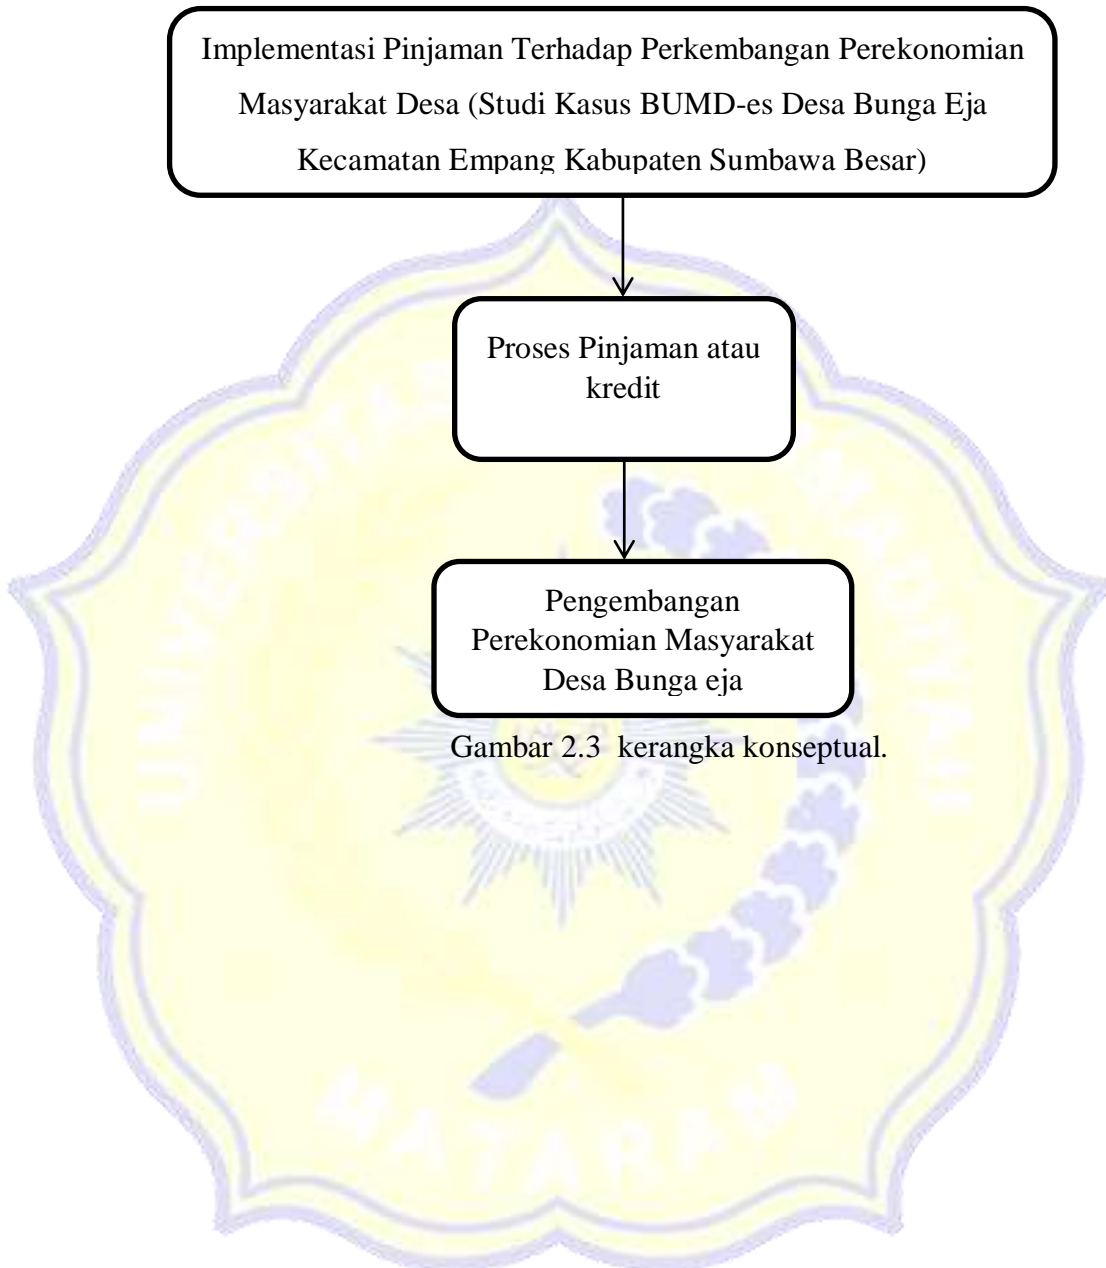 Implementasi Pinjaman Terhadap Perkembangan Perekonomian
Masyarakat Desa (Studi Kasus BUMD-es Desa Bunga Eja
Kecamatan Empang Kabupaten Sumbawa Besar)
Proses Pinjaman atau
kredit
Pengembangan
Perekonomian Masyarakat
Desa Bunga eja
Gambar 2.3 kerangka konseptual.
MATARAM